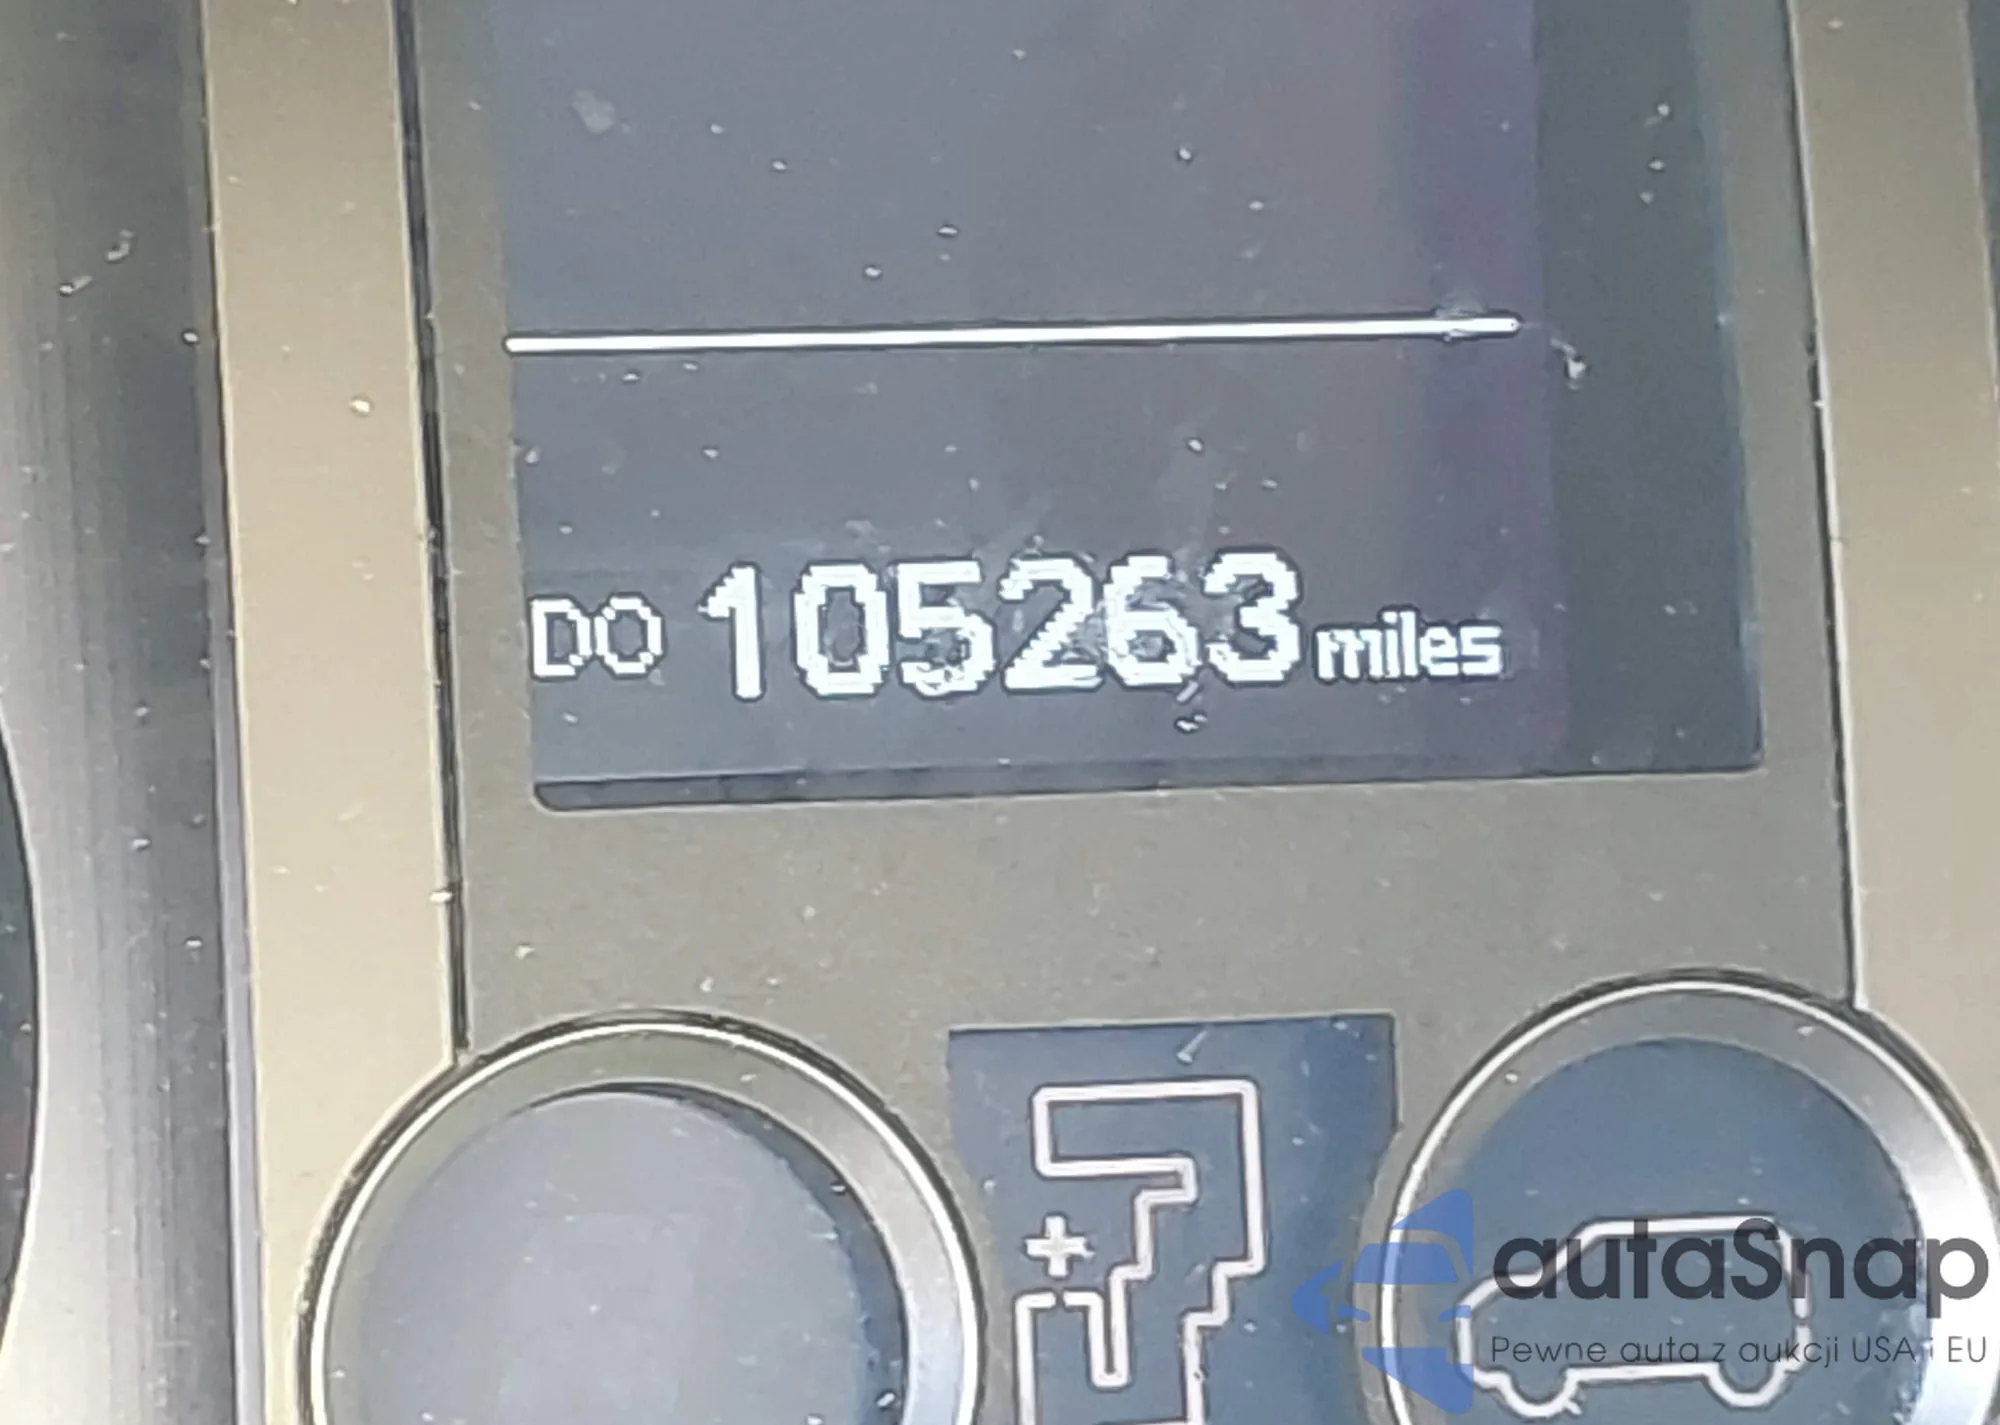 DO 105263 miles
autaSnap
Pewne auta z aukcji USA i EU